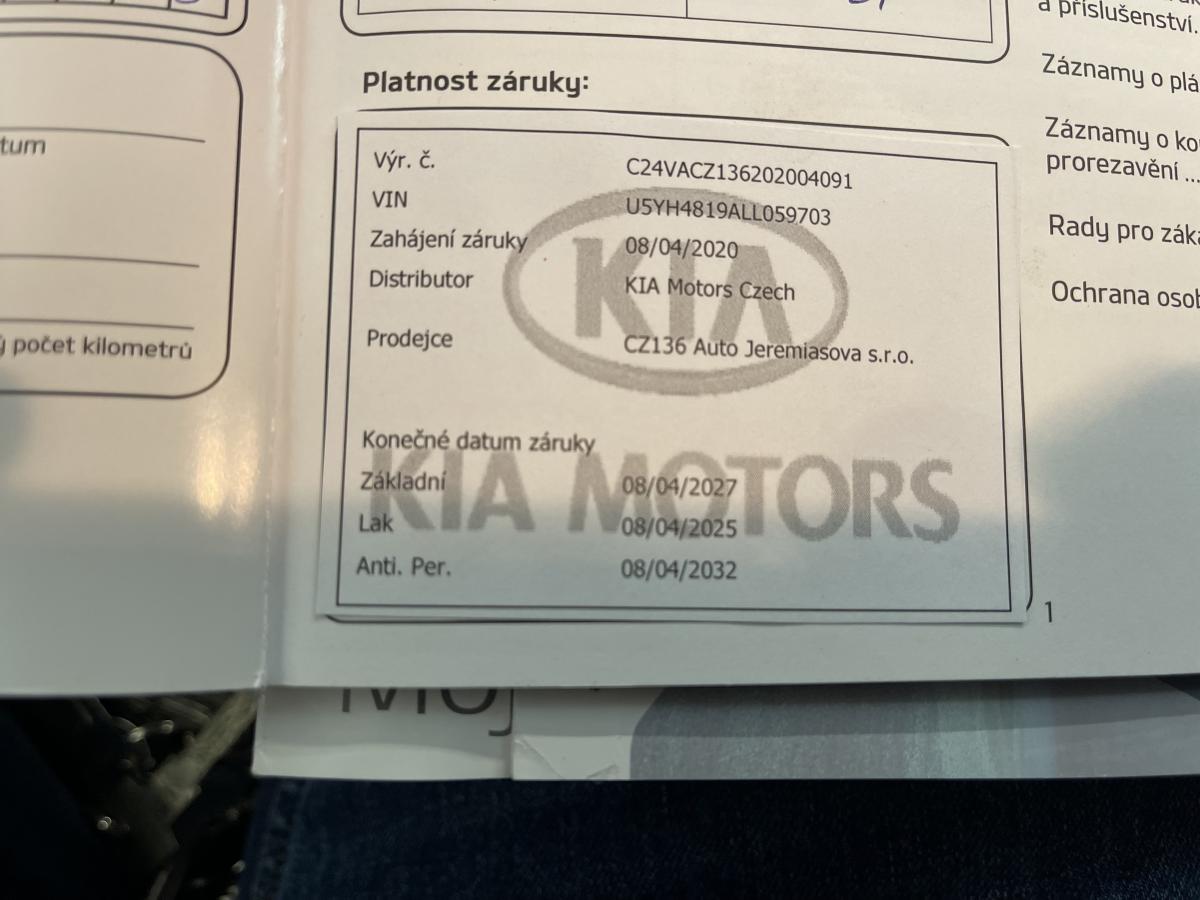 tum
ý počet kilometrů
Platnost záruky:
Výr. č. C24VACZ136202004091
VIN U5YH4819ALL059703
Zahájení záruky 08/04/2020
Distributor KIA Motors Czech
Prodejce CZ136 Auto Jeremiasova s.r.o.
Konečné datum záruky
Základní 08/04/2027
Lak 08/04/2025
Anti. Per. 08/04/2032
KIA
KIA MOTORS
1
a příslušenství.
Záznamy o plá
Záznamy o ko
prorezavění ...
Rady pro záka
Ochrana osob